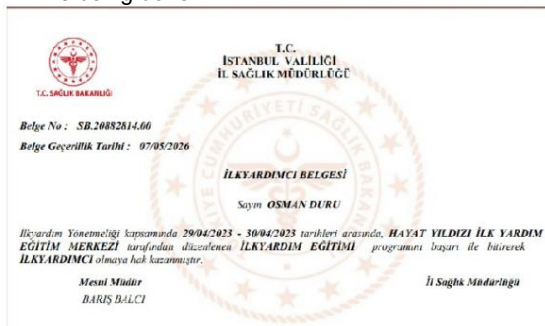 T.C.
İSTANBUL VALİLİĞİ
İL SAĞLIK MÜDÜRLÜĞÜ
T.C. SAĞLIK BAKANLIĞI
Belge No : SB.20882814.00
Belge Geçerlilik Tarihi : 07/05/2026
İLKYARDIMCI BELGESİ
Sayın OSMAN DURU
İlkyardım Yönetmeliği kapsamında 29/04/2023 - 30/04/2023 tarihleri arasında, HAYAT YILDIZI İLK YARDIM
EĞİTİM MERKEZİ tarafından düzenlenen İLKYARDIM EĞİTİMİ programını başarı ile bitirerek
İLKYARDIMCI olmaya hak kazanmıştır.
Mesul Müdür
İl Sağlık Müdürlüğü
BARIŞ BALCI